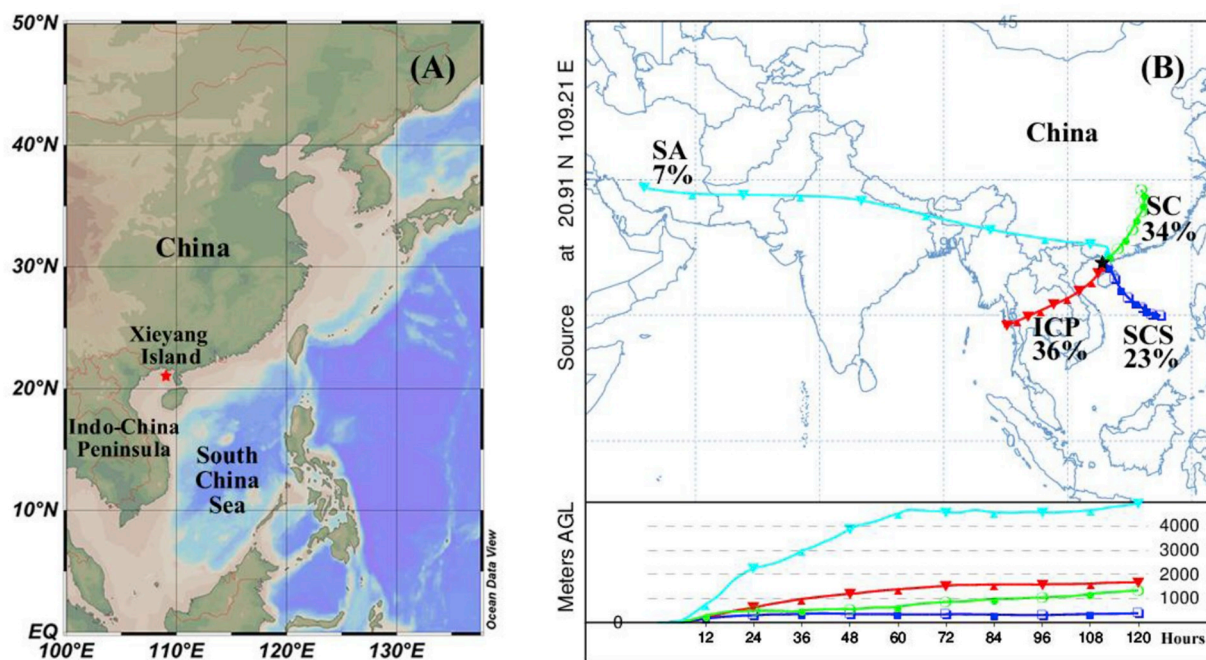 50°N
(A)
40°N
China
30°N
Xieyang
Island
20°N
Indo-China
Peninsula
South
China
Sea
10°N
EQ
100°E
110°E
120°E
130°E
Ocean Data View
45
(B)
Source ★ at 20.91 N 109.21 E
China
SA
7%
SC
34%
90
ICP
36%
SCS
23%
Meters AGL
4000
3000
2000
1000
0
12 24 36 48 60 72 84 96 108 120 Hours